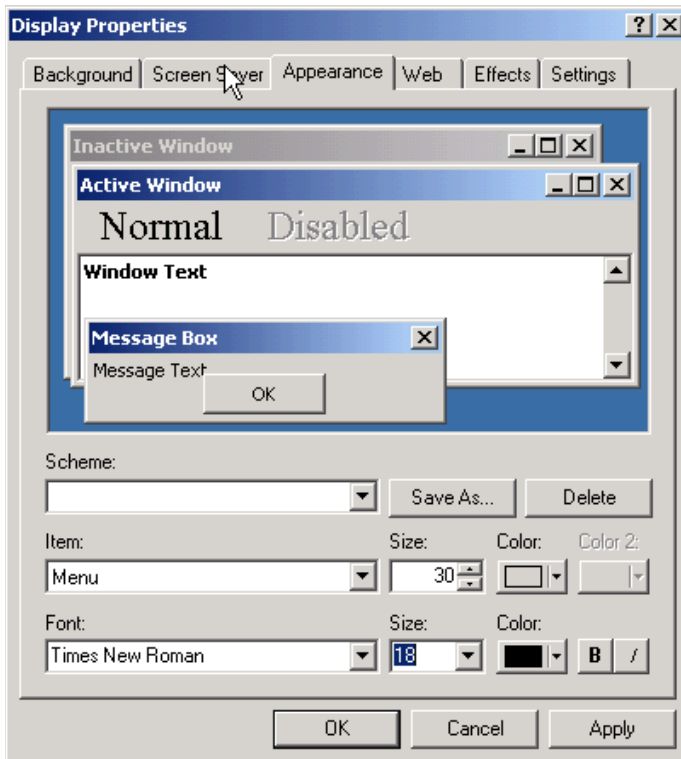 Display Properties
Background Screen Saver Appearance Web Effects Settings
Inactive Window
Active Window
Normal Disabled
Window Text
Message Box
Message Text
OK
Scheme:
Save As... Delete
Item: Size: Color: Color 2:
Menu 30
Font: Size: Color:
Times New Roman 18 B /
OK Cancel Apply